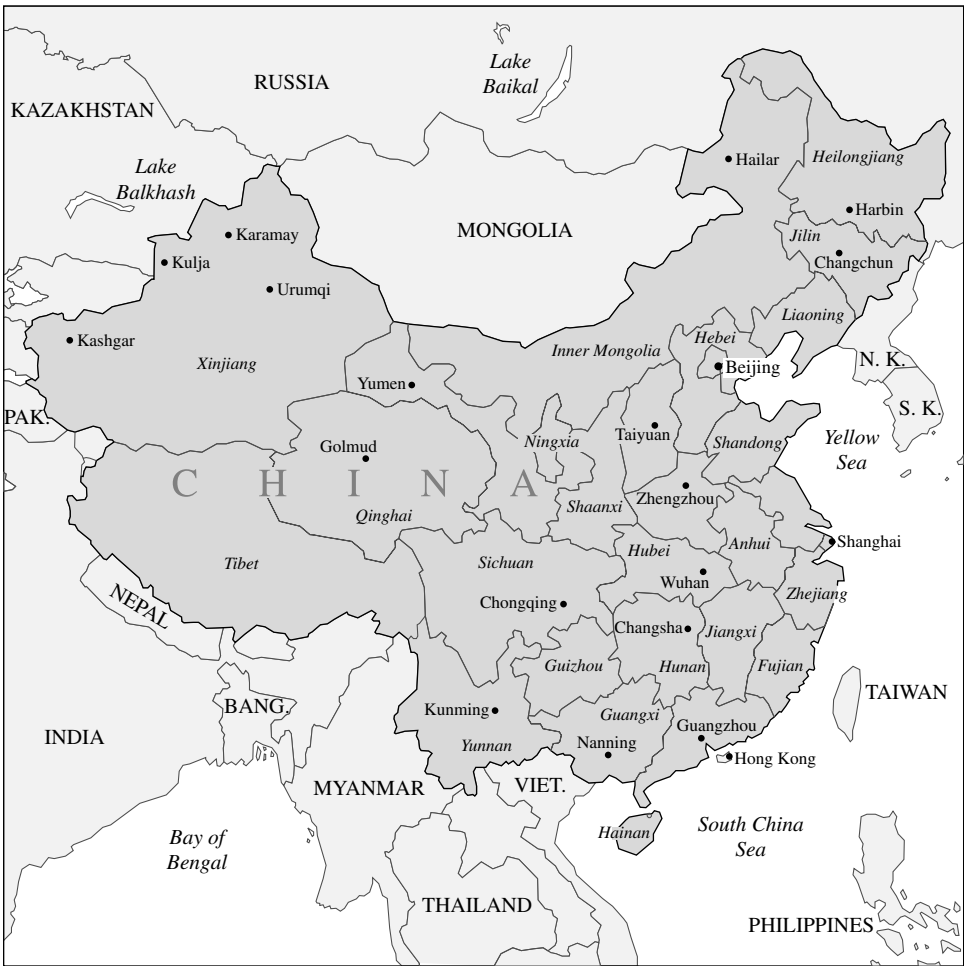 RUSSIA
Lake
Baikal
KAZAKHSTAN
Lake
Balkhash
Hailar
Heilongjiang
Harbin
Karamay
MONGOLIA
Jilin
Kulja
Changchun
Urumqi
Liaoning
Kashgar
Xinjiang
Inner Mongolia
Hebei
N. K.
Beijing
Yumen
PAK.
S. K.
Golmud
Ningxia
Taiyuan
Shandong
Yellow
Sea
CHINA
Qinghai
Shaanxi
Zhengzhou
Tibet
Sichuan
Hubei
Anhui
Shanghai
Wuhan
NEPAL
Chongqing
Zhejiang
Changsha
Jiangxi
Guizhou
Hunan
Fujian
BANG.
TAIWAN
INDIA
Kunming
Guangxi
Guangzhou
Yunnan
Nanning
Hong Kong
MYANMAR
VIET.
Bay of
Bengal
Hainan
South China
Sea
THAILAND
PHILIPPINES